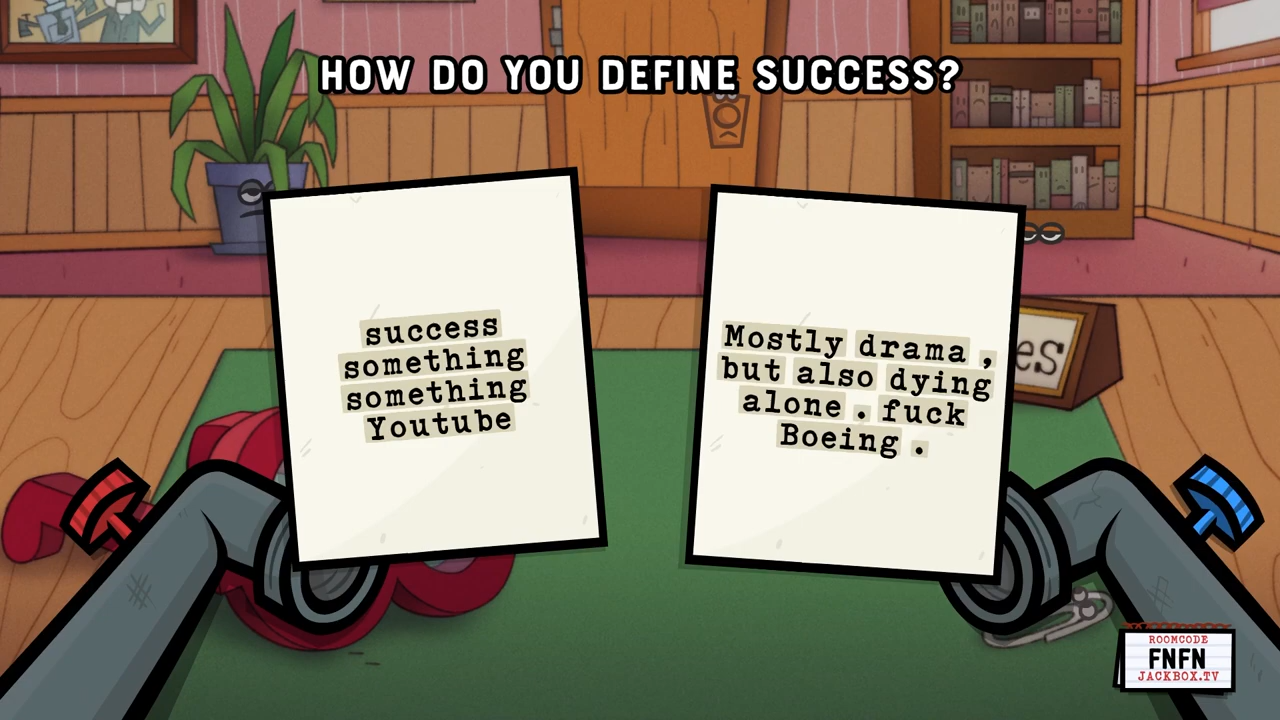 HOW DO YOU DEFINE SUCCESS?
success
something
something
Youtube
Mostly drama ,
but also dying
alone . fuck
Boeing .
es
ROOMCODE
FNFN
JACKBOX.TV